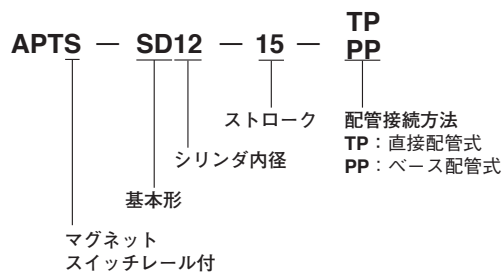 TP
APTS — SD12 — 15 — PP
ストローク
配管接続方法
TP：直接配管式
PP：ベース配管式
シリンダ内径
基本形
マグネット
スイッチレール付